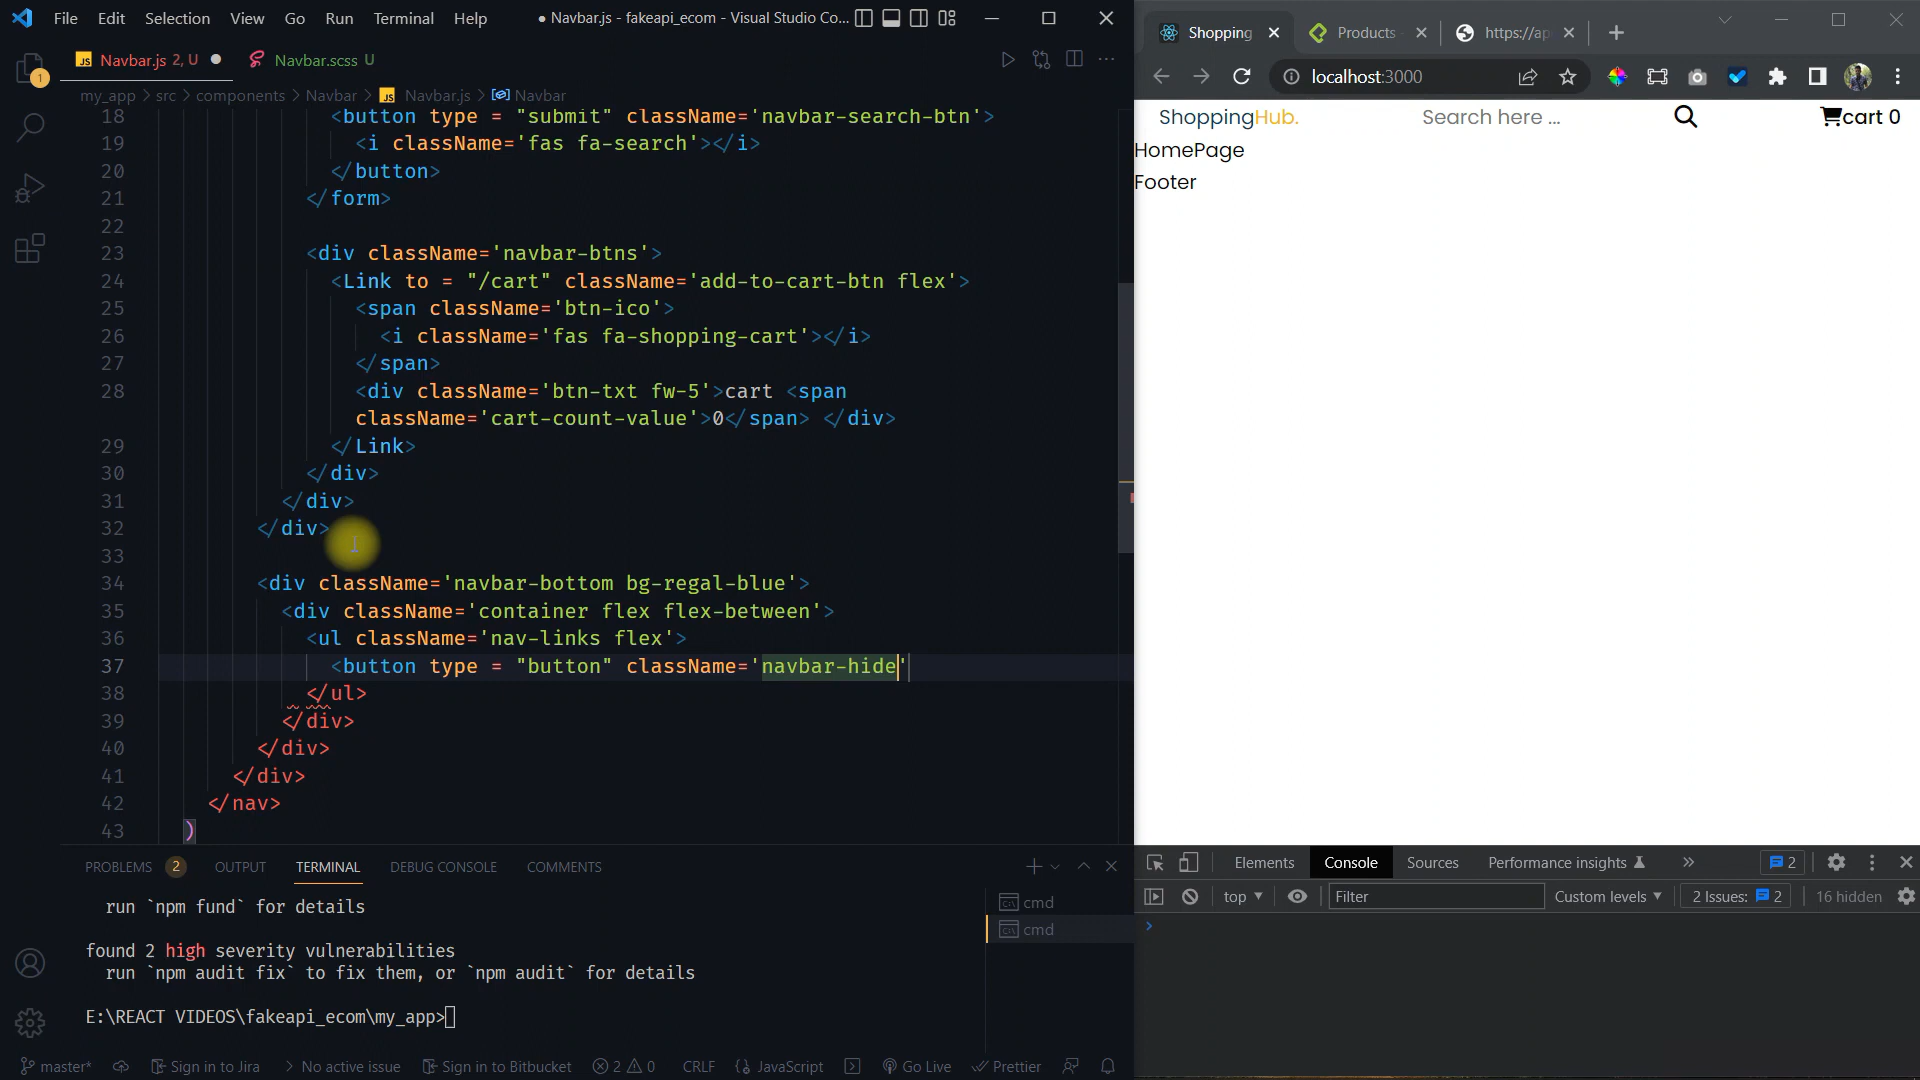 File Edit Selection View Go Run Terminal Help ● Navbar.js - fakeapi_ecom - Visual Studio Co...
JS Navbar.js 2, U ● Navbar.scss U
my_app > src > components > Navbar > JS Navbar.js > Navbar
18 <button type = "submit" className='navbar-search-btn'>
19 <i className='fas fa-search'></i>
20 </button>
21 </form>
22
23 <div className='navbar-btns'>
24 <Link to = "/cart" className='add-to-cart-btn flex'>
25 <span className='btn-ico'>
26 <i className='fas fa-shopping-cart'></i>
27 </span>
28 <div className='btn-txt fw-5'>cart <span
className='cart-count-value'>0</span> </div>
29 </Link>
30 </div>
31 </div>
32 </div>
33
34 <div className='navbar-bottom bg-regal-blue'>
35 <div className='container flex flex-between'>
36 <ul className='nav-links flex'>
37 <button type = "button" className='navbar-hide'
38 </ul>
39 </div>
40 </div>
41 </div>
42 </nav>
43 )
PROBLEMS 2 OUTPUT TERMINAL DEBUG CONSOLE COMMENTS
run `npm fund` for details
found 2 high severity vulnerabilities
run `npm audit fix` to fix them, or `npm audit` for details
E:\REACT VIDEOS\fakeapi_ecom\my_app>
cmd
cmd
master* Sign in to Jira No active issue Sign in to Bitbucket 2 0 CRLF JavaScript Go Live Prettier
1
Shopping Products https://ap
localhost:3000
ShoppingHub. Search here ... cart 0
HomePage
Footer
Elements Console Sources Performance insights 2
top Filter Custom levels 2 Issues: 2 16 hidden